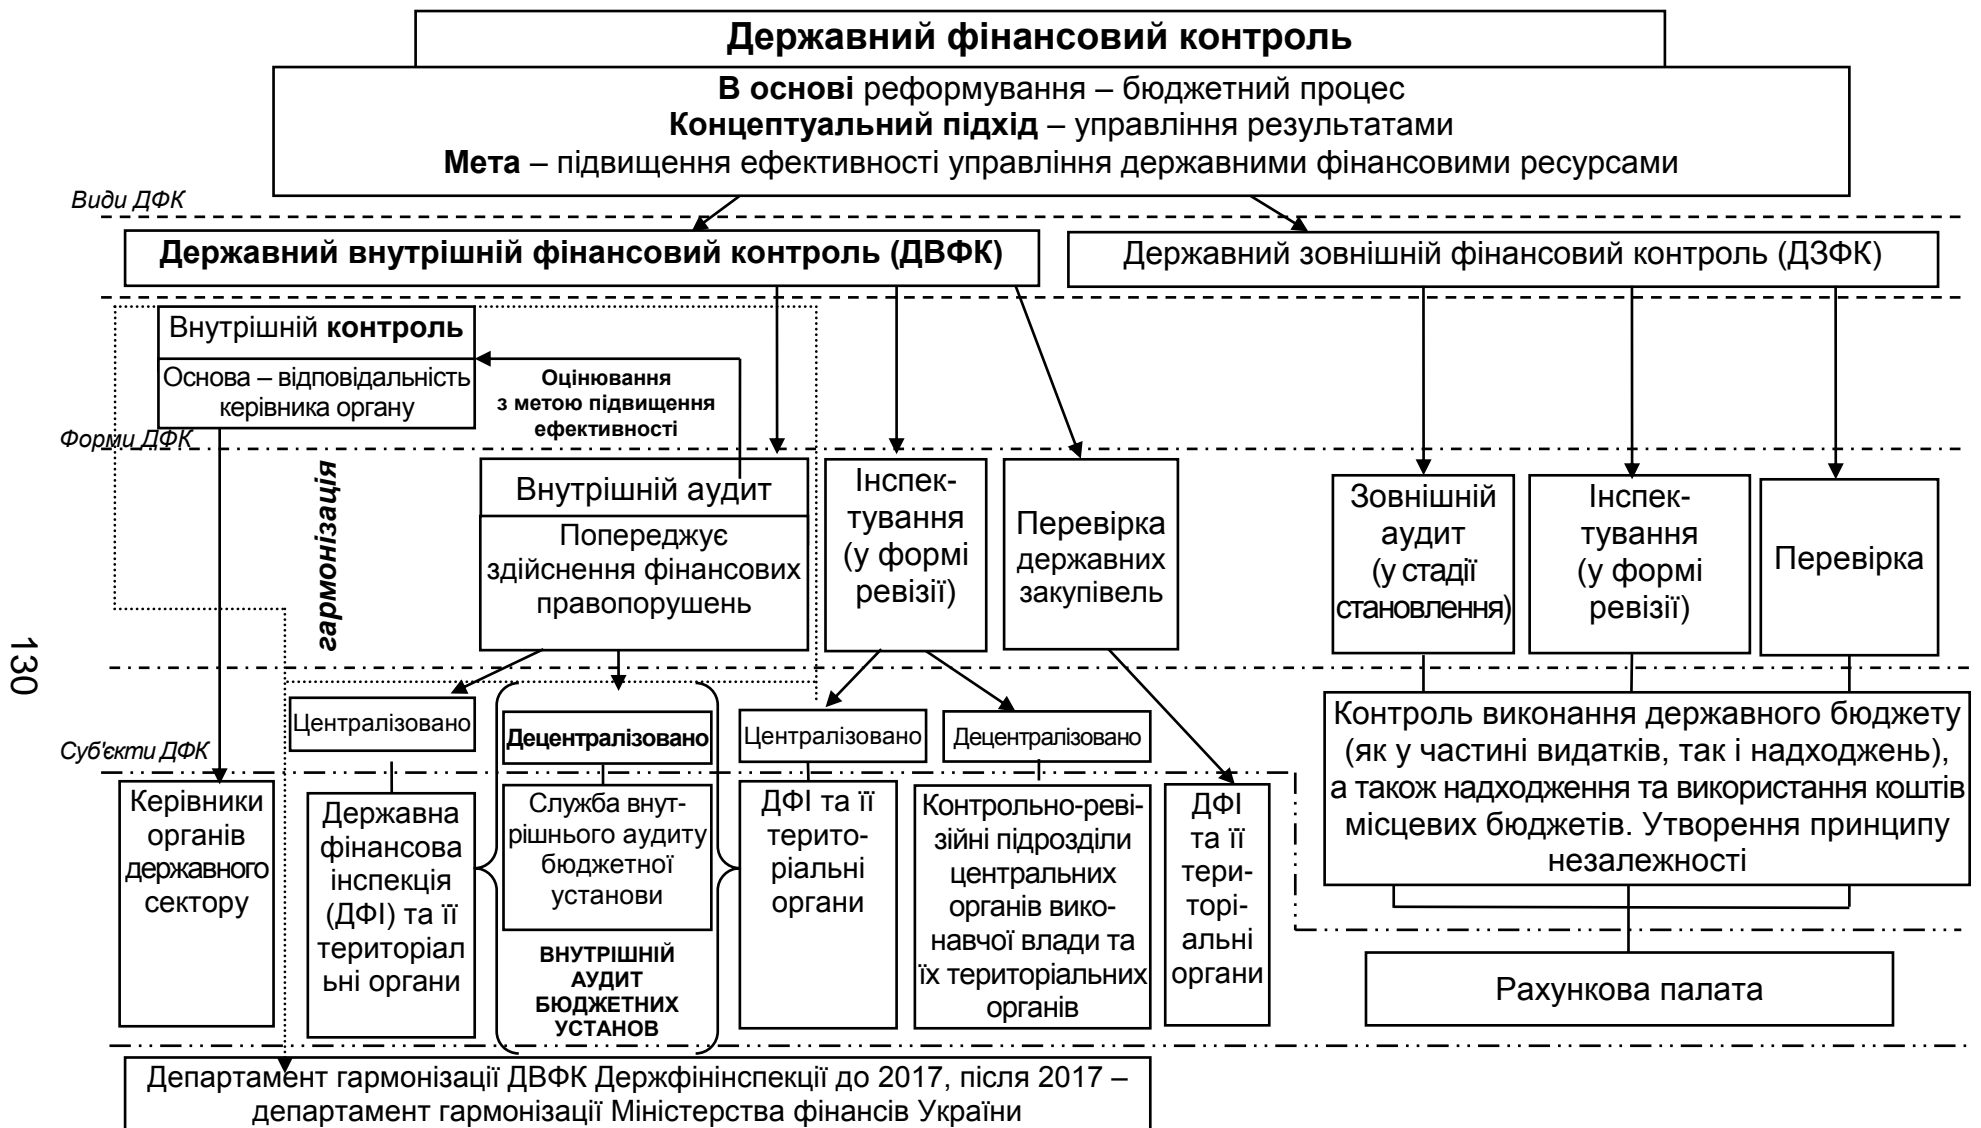 Державний фінансовий контроль
В основі реформування – бюджетний процес
Концептуальний підхід – управління результатами
Мета – підвищення ефективності управління державними фінансовими ресурсами
Види ДФК
Державний внутрішній фінансовий контроль (ДВФК)
Державний зовнішній фінансовий контроль (ДЗФК)
Внутрішній контроль
Основа – відповідальність
керівника органу
Оцінювання
з метою підвищення
ефективності
Форми ДФК
гармонізація
Внутрішній аудит
Попереджує
здійснення фінансових
правопорушень
Інспек-
тування
(у формі
ревізії)
Перевірка
державних
закупівель
Зовнішній
аудит
(у стадії
становлення)
Інспек-
тування
(у формі
ревізії)
Перевірка
130
Централізовано
Децентралізовано
Централізовано
Децентралізовано
Контроль виконання державного бюджету
(як у частині видатків, так і надходжень),
а також надходження та використання коштів
місцевих бюджетів. Утворення принципу
незалежності
Суб'єкти ДФК
Керівники
органів
державного
сектору
Державна
фінансова
інспекція
(ДФІ) та її
територіал
ьні органи
Служба внут-
рішнього аудиту
бюджетної
установи
ВНУТРІШНІЙ
АУДИТ
БЮДЖЕТНИХ
УСТАНОВ
ДФІ та її
терито-
ріальні
органи
Контрольно-реві-
зійні підрозділи
центральних
органів вико-
навчої влади та
їх територіальних
органів
ДФІ
та її
тери-
торі-
альні
органи
Рахункова палата
Департамент гармонізації ДВФК Держфінінспекції до 2017, після 2017 –
департамент гармонізації Міністерства фінансів України